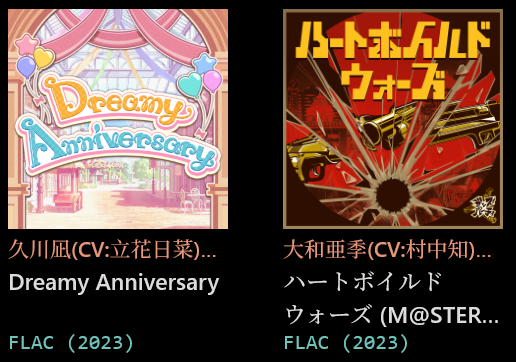 Dreamy
Anniversary
久川凪(CV:立花日菜)...
Dreamy Anniversary
FLAC (2023)
ハートボイルド
ウォーズ
大和亜季(CV:村中知)...
ハートボイルド
ウォーズ (M@STER...
FLAC (2023)